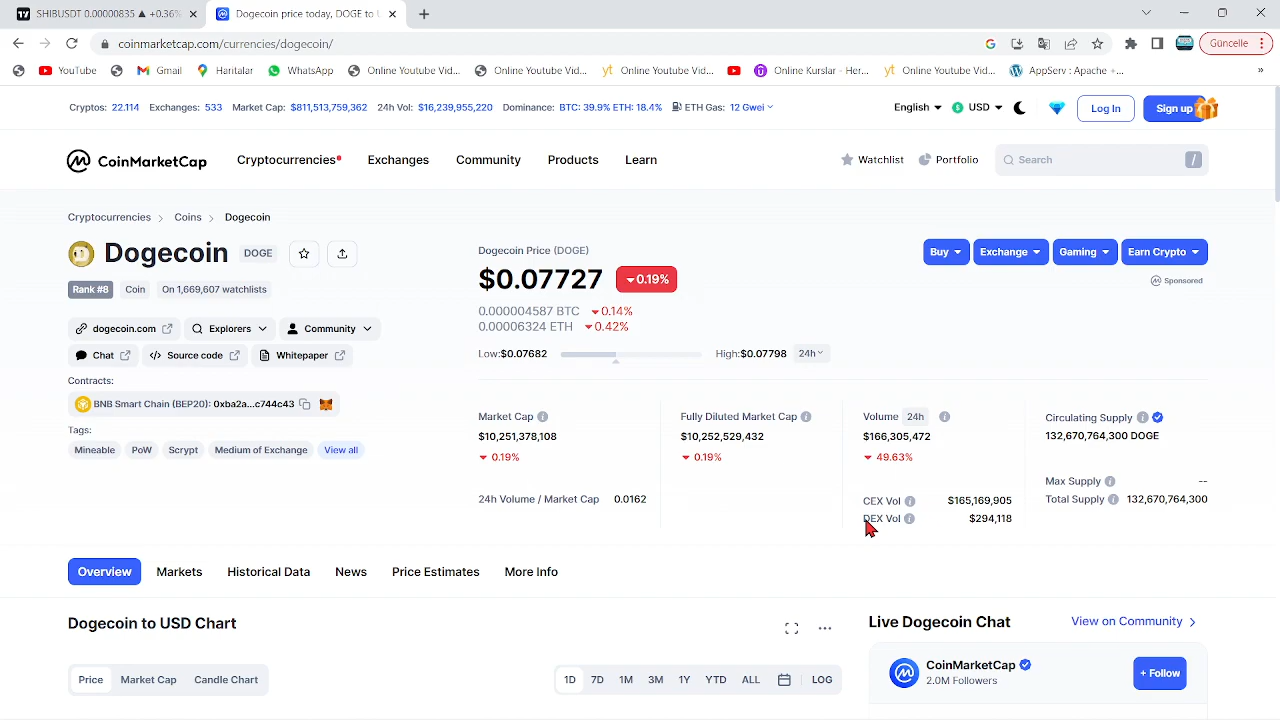 SHIBUSDT 0.00000835 ▲ +0.36%
Dogecoin price today, DOGE to U
coinmarketcap.com/currencies/dogecoin/
Güncelle
YouTube
Gmail
Haritalar
WhatsApp
Online Youtube Vid...
Online Youtube Vid...
yt Online Youtube Vid...
Online Kurslar - Her...
yt Online Youtube Vid...
AppServ : Apache +...
»
Cryptos: 22.114 Exchanges: 533 Market Cap: $811,513,759,362 24h Vol: $16,239,955,220 Dominance: BTC: 39.9% ETH: 18.4% ETH Gas: 12 Gwei
English USD
Log In
Sign up
CoinMarketCap
Cryptocurrencies Exchanges Community Products Learn
Watchlist Portfolio
Search /
Cryptocurrencies > Coins > Dogecoin
Dogecoin DOGE
Rank #8 Coin On 1,669,607 watchlists
dogecoin.com Explorers Community
Chat Source code Whitepaper
Contracts:
BNB Smart Chain (BEP20): 0xba2a...c744c43
Tags:
Mineable PoW Scrypt Medium of Exchange View all
Dogecoin Price (DOGE)
$0.07727 0.19%
0.000004587 BTC 0.14%
0.00006324 ETH 0.42%
Low:$0.07682 High:$0.07798 24h
Buy Exchange Gaming Earn Crypto
Sponsored
Market Cap
$10,251,378,108
0.19%
24h Volume / Market Cap 0.0162
Fully Diluted Market Cap
$10,252,529,432
0.19%
Volume 24h
$166,305,472
49.63%
CEX Vol $165,169,905
DEX Vol $294,118
Circulating Supply
132,670,764,300 DOGE
Max Supply --
Total Supply 132,670,764,300
Overview Markets Historical Data News Price Estimates More Info
Dogecoin to USD Chart
Price Market Cap Candle Chart
1D 7D 1M 3M 1Y YTD ALL LOG
Live Dogecoin Chat
View on Community >
CoinMarketCap
2.0M Followers
+ Follow